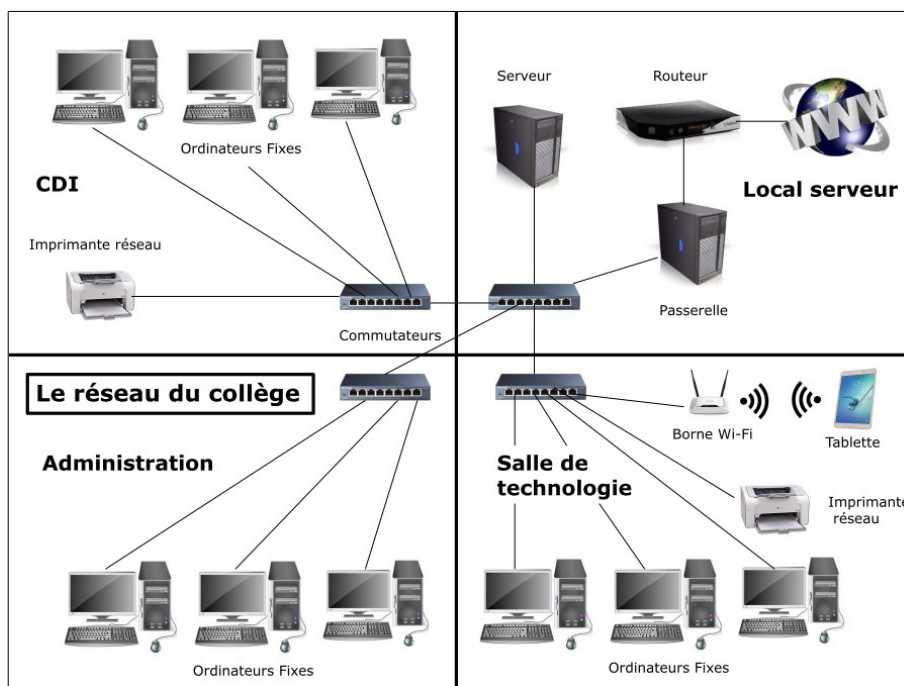 Ordinateurs Fixes
CDI
Imprimante réseau
Commutateurs
Serveur
Routeur
WWW
Local serveur
Passerelle
Le réseau du collège
Administration
Ordinateurs Fixes
Borne Wi-Fi
Tablette
Salle de
technologie
Imprimante
réseau
Ordinateurs Fixes